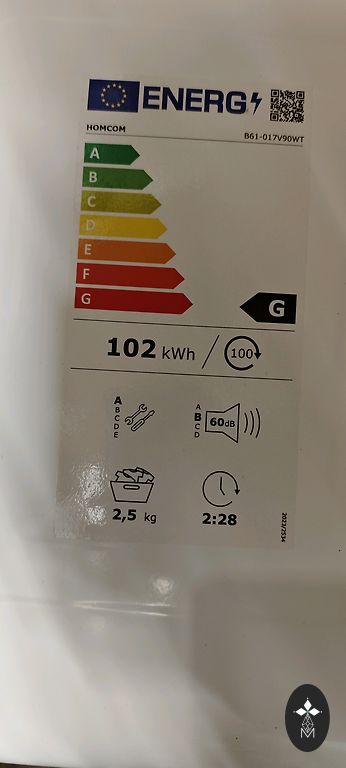 ENERG
HOMCOM
B61-017V90WT
A
B
C
D
E
F
G
G
102 kWh / 100
A
B
C
D
E
A
B
C
D
60dB
2,5 kg
2:28
2023/2534
M